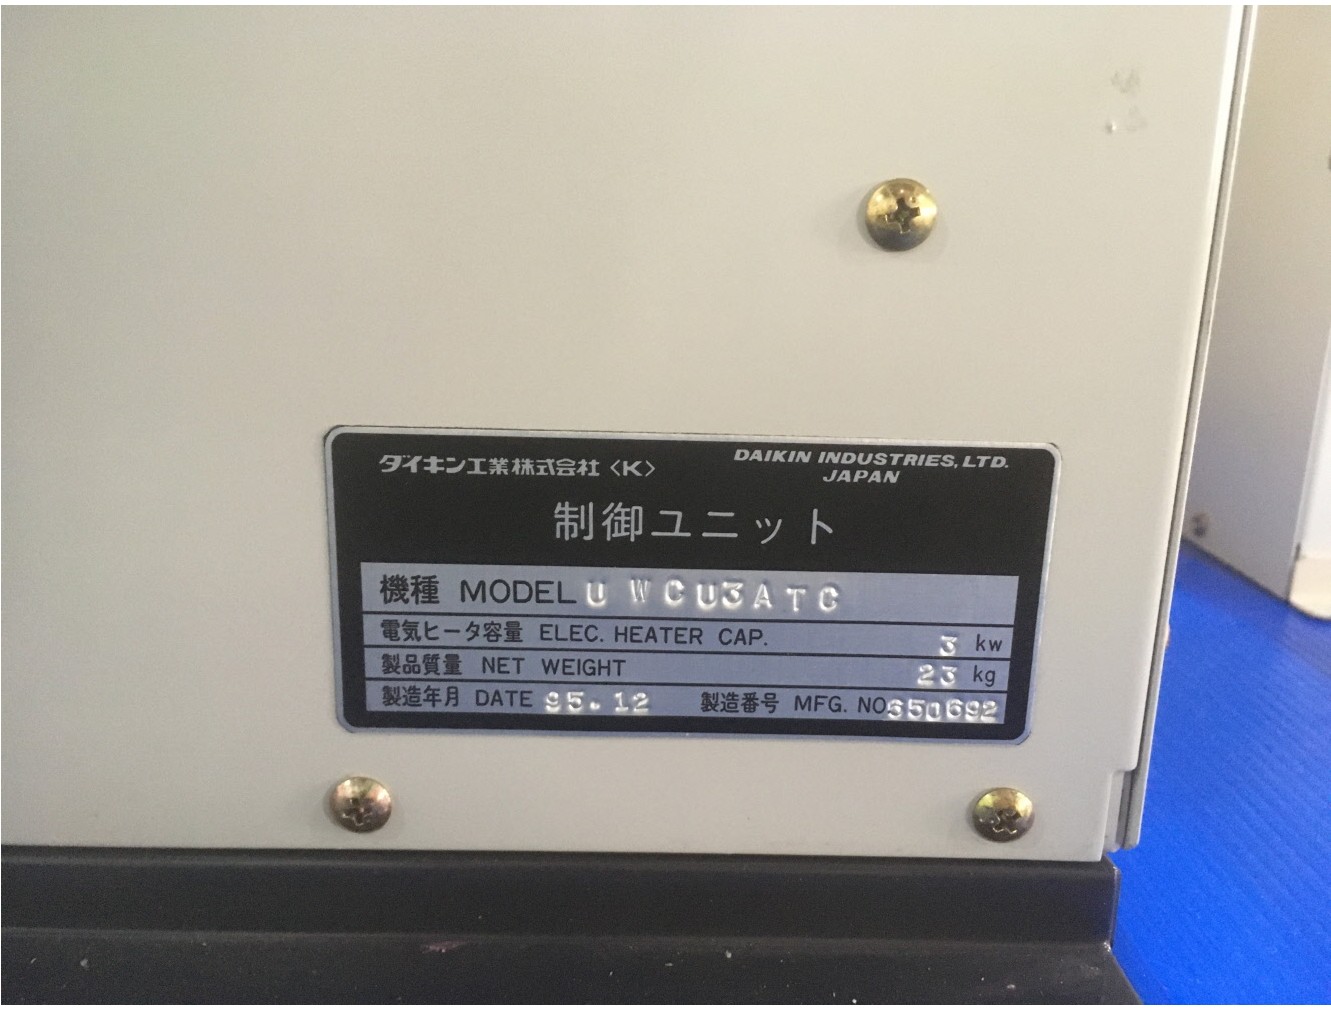 ダイキン工業株式会社〈K〉 DAIKIN INDUSTRIES, LTD.
JAPAN
制御ユニット
機種 MODEL UWCU3ATC
電気ヒータ容量 ELEC. HEATER CAP. 3 kw
製品質量 NET WEIGHT 23 kg
製造年月 DATE 95.12 製造番号 MFG. NO. 650692